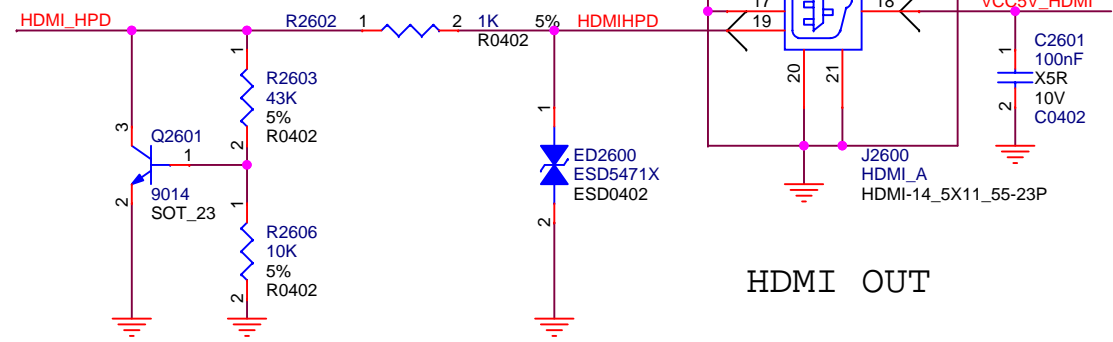 HDMI_HPD
R2602 1 2 1K 5% HDMIHPD
R0402
17
19
18
VCC5V_HDMI
1
R2603
43K
5%
R0402
2
3
Q2601
1
9014
SOT_23
2
1
R2606
10K
5%
R0402
2
1
ED2600
ESD5471X
ESD0402
2
20 21
J2600
HDMI_A
HDMI-14_5X11_55-23P
1
C2601
100nF
X5R
10V
C0402
2
HDMI OUT